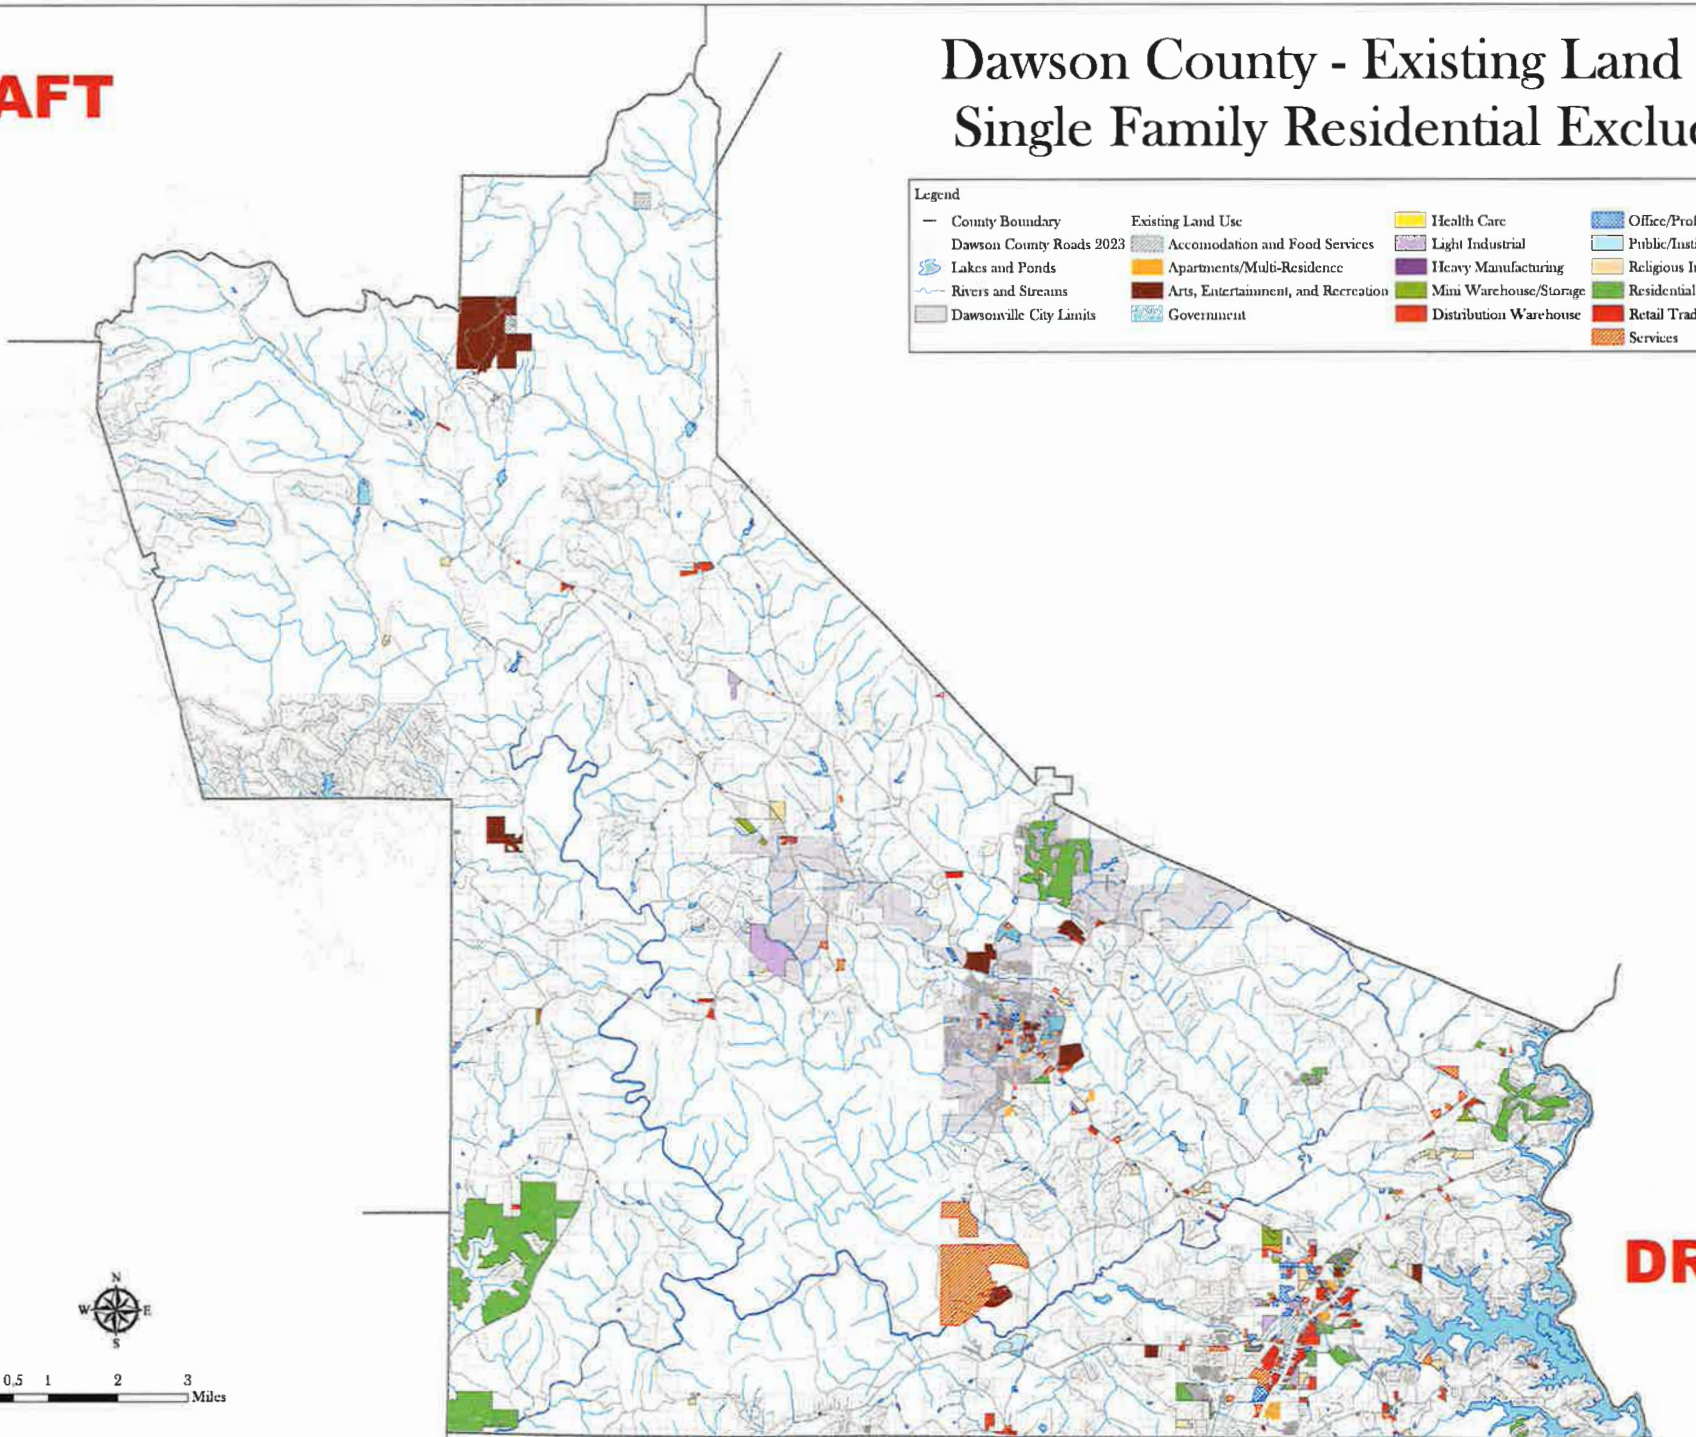 AFT
Dawson County - Existing Land
Single Family Residential Exclu
Legend
County Boundary
Dawson County Roads 2023
Lakes and Ponds
Rivers and Streams
Dawsonville City Limits
Existing Land Use
Accomodation and Food Services
Apartments/Multi-Residence
Arts, Entertainment, and Recreation
Government
Health Care
Light Industrial
Heavy Manufacturing
Mini Warehouse/Storage
Distribution Warehouse
Office/Prof
Public/Insti
Religious In
Residential
Retail Trad
Services
DR
N
W E
S
0.5 1 2 3
Miles